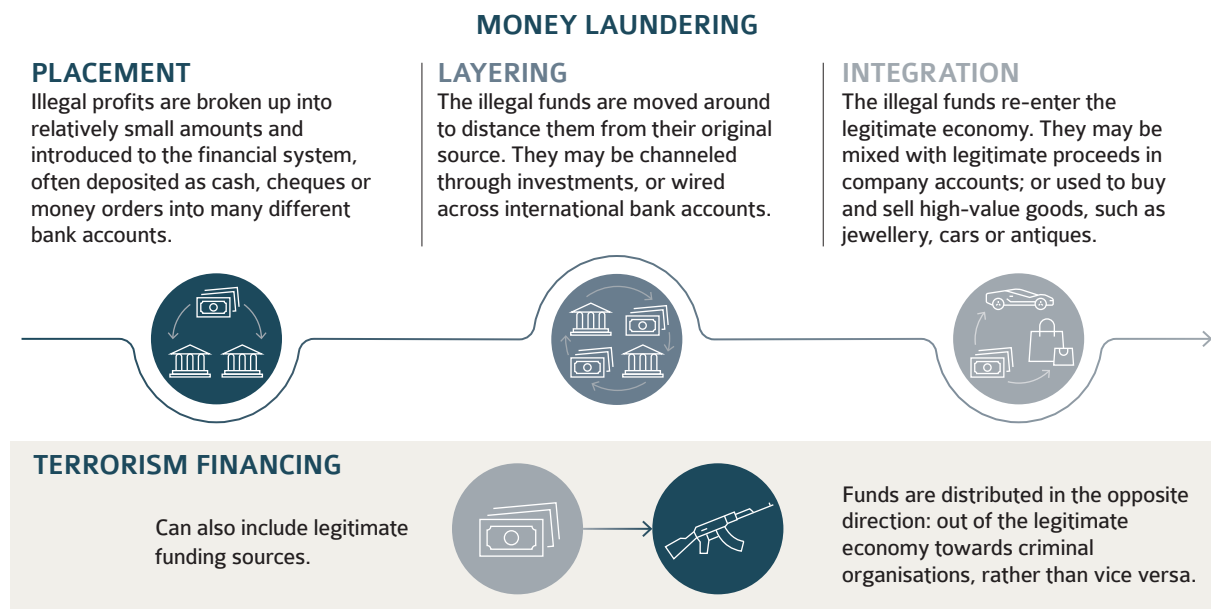 MONEY LAUNDERING
PLACEMENT
Illegal profits are broken up into
relatively small amounts and
introduced to the financial system,
often deposited as cash, cheques or
money orders into many different
bank accounts.
LAYERING
The illegal funds are moved around
to distance them from their original
source. They may be channeled
through investments, or wired
across international bank accounts.
INTEGRATION
The illegal funds re-enter the
legitimate economy. They may be
mixed with legitimate proceeds in
company accounts; or used to buy
and sell high-value goods, such as
jewellery, cars or antiques.
TERRORISM FINANCING
Can also include legitimate
funding sources.
Funds are distributed in the opposite
direction: out of the legitimate
economy towards criminal
organisations, rather than vice versa.